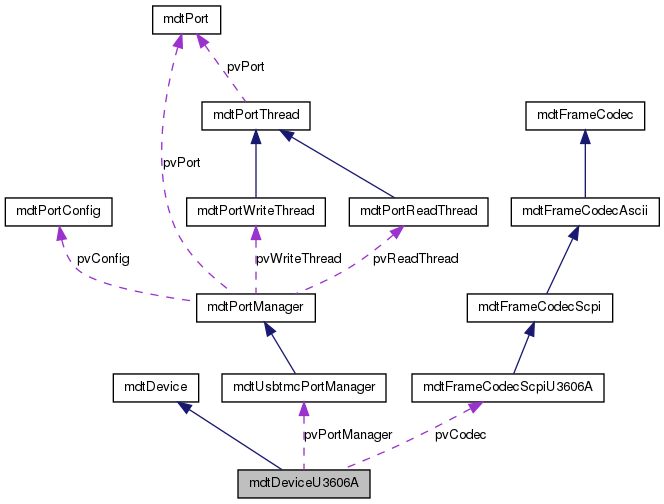 mdtPort
pvPort
mdtPortThread
mdtFrameCodec
pvPort
mdtPortConfig
mdtPortWriteThread
mdtPortReadThread
mdtFrameCodecAscii
pvConfig
pvWriteThread
pvReadThread
mdtPortManager
mdtFrameCodecScpi
mdtDevice
mdtUsbtmcPortManager
mdtFrameCodecScpiU3606A
pvPortManager
pvCodec
mdtDeviceU3606A